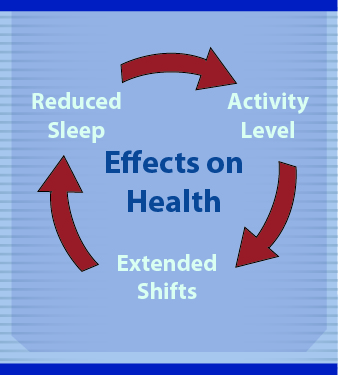 Reduced
Sleep
Activity
Level
Effects on
Health
Extended
Shifts